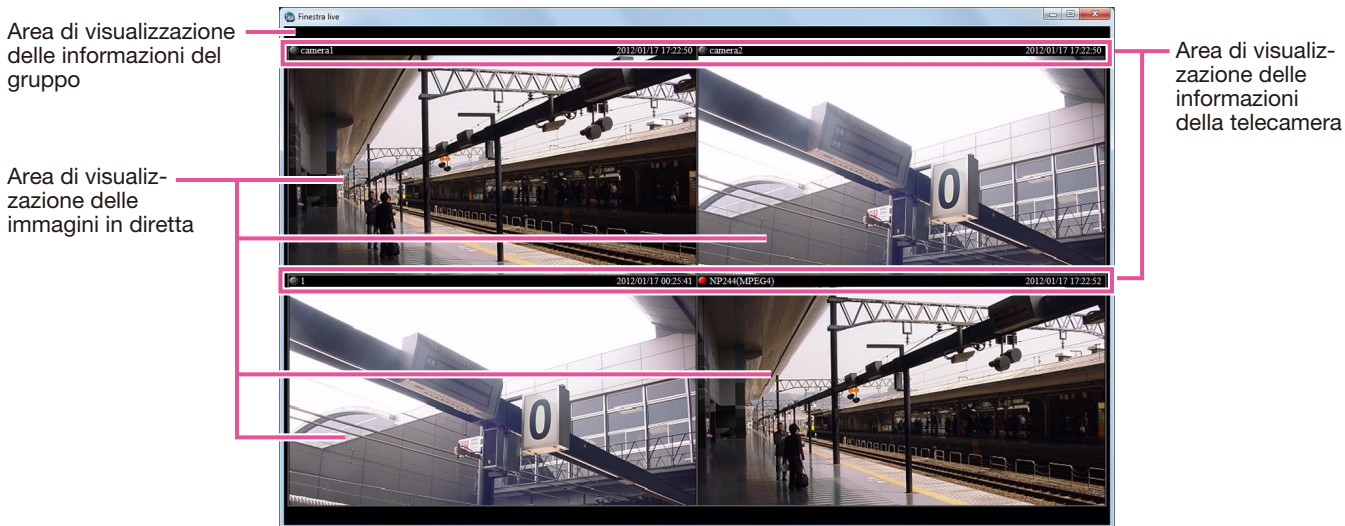 Area di visualizzazione
delle informazioni del
gruppo
Finestra live
camera1 2012/01/17 17:22:50 camera2 2012/01/17 17:22:50
Area di visualiz-
zazione delle
informazioni
della telecamera
0
Area di visualiz-
zazione delle
immagini in diretta
1 2012/01/17 00:25:41 NP244(MPEG4) 2012/01/17 17:22:52
0